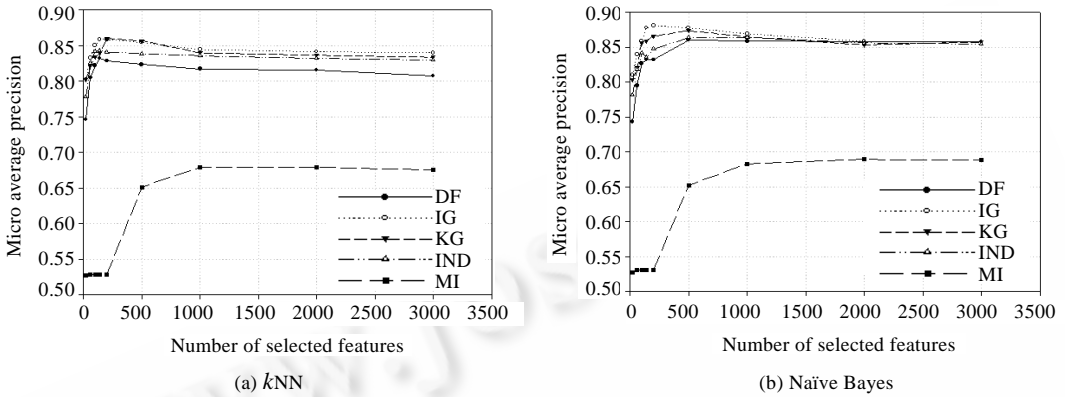 0.90
0.85
0.80
0.75
0.70
0.65
0.60
0.55
0.50
Micro average precision
0 500 1000 1500 2000 2500 3000 3500
Number of selected features
DF
IG
KG
IND
MI
(a) kNN
0.90
0.85
0.80
0.75
0.70
0.65
0.60
0.55
0.50
Micro average precision
0 500 1000 1500 2000 2500 3000 3500
Number of selected features
DF
IG
KG
IND
MI
(b) Naïve Bayes